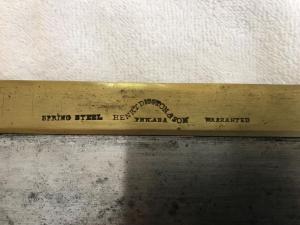 SPRING STEEL HENRY DISSTON & SON WARRANTED
PHILADA